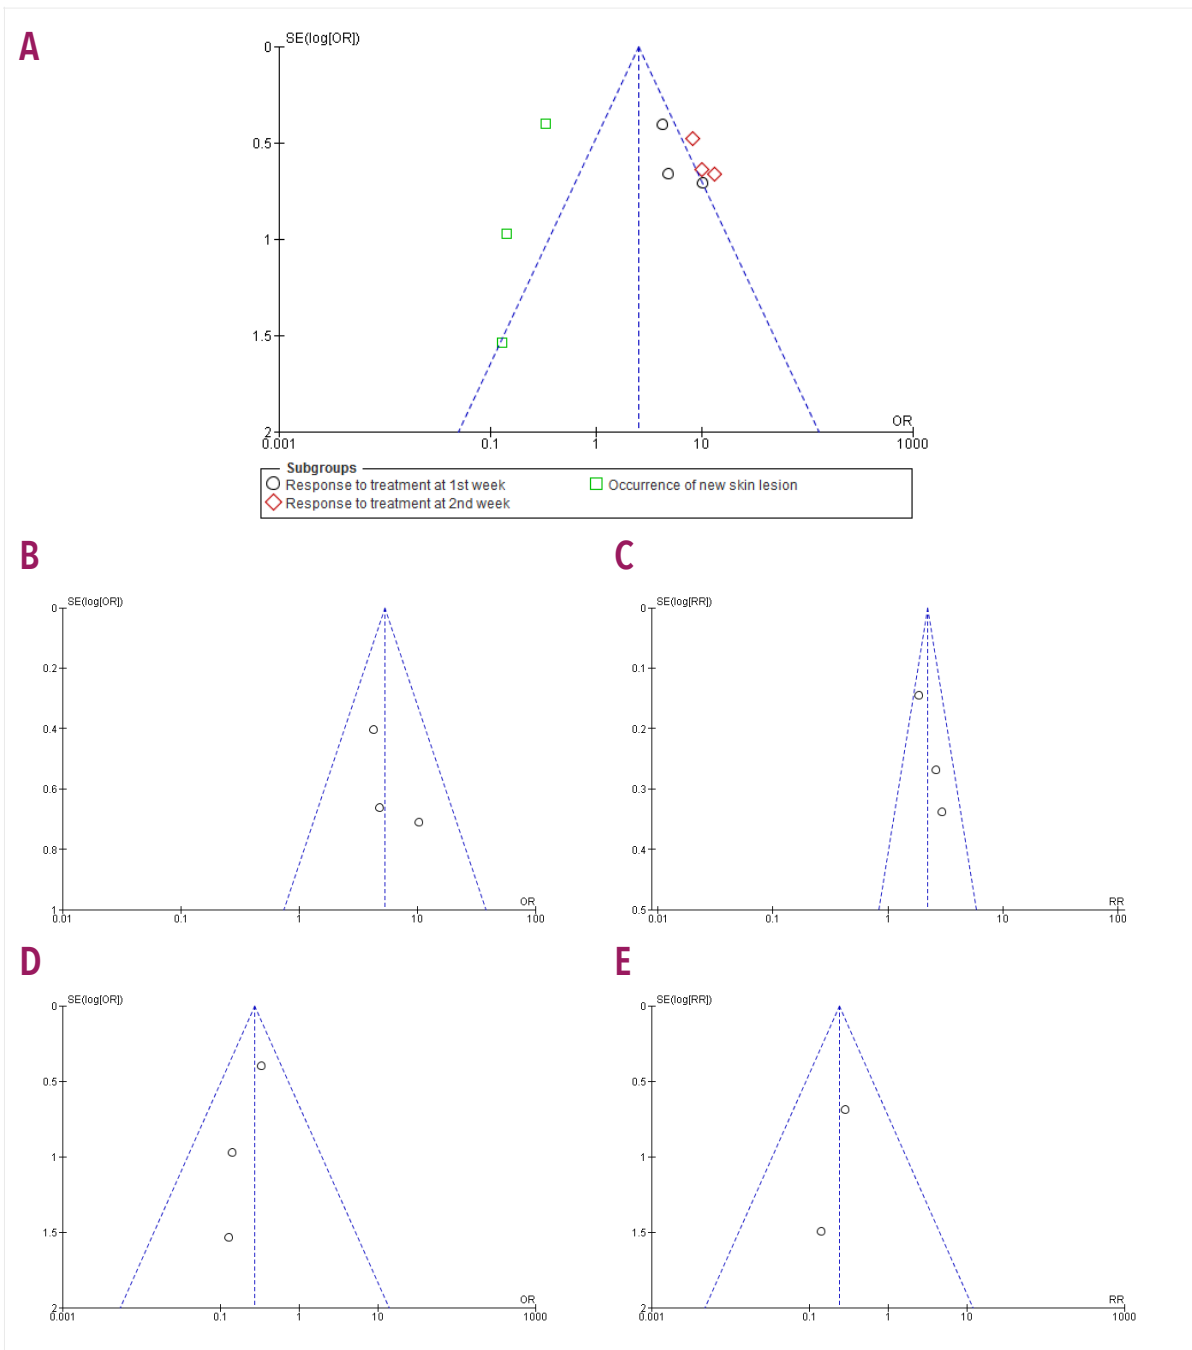 A
SE(log[OR])
0
0.5
1
1.5
2
0.001 0.1 1 10 1000
OR
Subgroups
Response to treatment at 1st week Occurrence of new skin lesion
Response to treatment at 2nd week
B
SE(log[OR])
0
0.2
0.4
0.6
0.8
1
0.01 0.1 1 10 100
OR
C
SE(log[RR])
0
0.1
0.2
0.3
0.4
0.5
0.01 0.1 1 10 100
RR
D
SE(log[OR])
0
0.5
1
1.5
2
0.001 0.1 1 10 1000
OR
E
SE(log[RR])
0
0.5
1
1.5
2
0.001 0.1 1 10 1000
RR